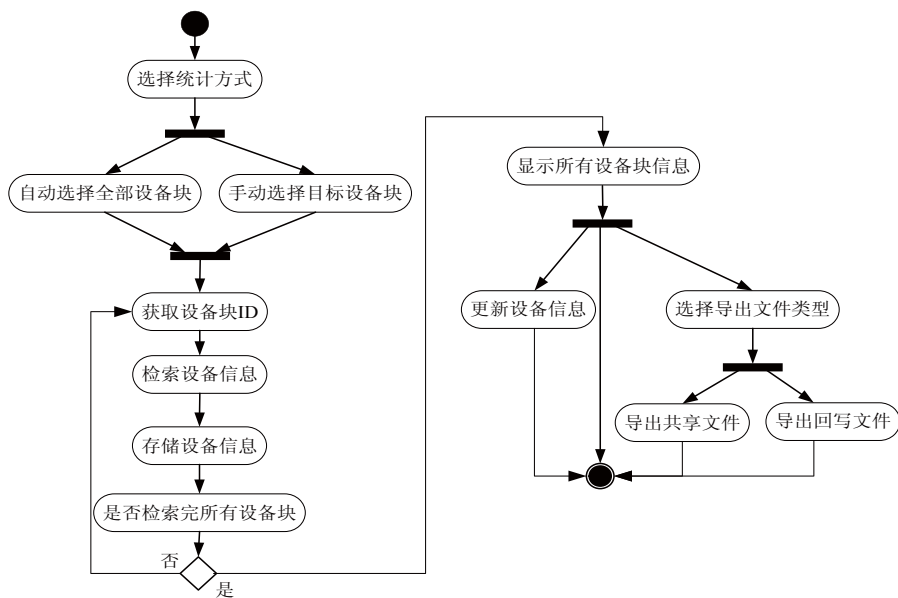 选择统计方式
自动选择全部设备块
手动选择目标设备块
获取设备块ID
检索设备信息
存储设备信息
是否检索完所有设备块
否
是
显示所有设备块信息
更新设备信息
选择导出文件类型
导出共享文件
导出回写文件